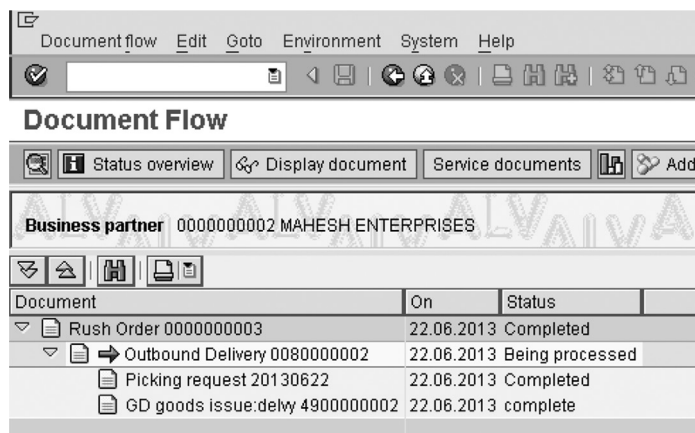 Document flow Edit Goto Environment System Help
Document Flow
Status overview Display document Service documents Add
Business partner 0000000002 MAHESH ENTERPRISES
Document On Status
Rush Order 0000000003 22.06.2013 Completed
Outbound Delivery 0080000002 22.06.2013 Being processed
Picking request 20130622 22.06.2013 Completed
GD goods issue:delvy 4900000002 22.06.2013 complete